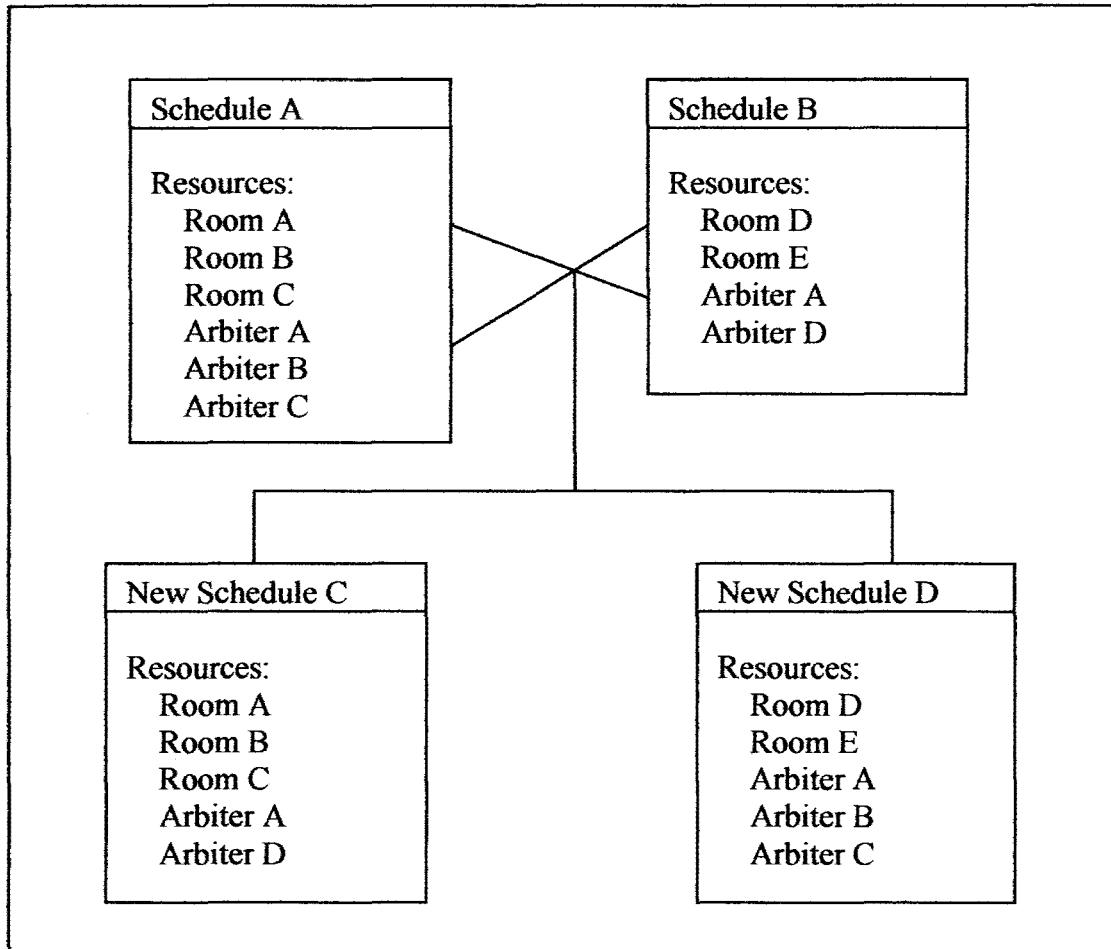 Schedule A
Resources:
Room A
Room B
Room C
Arbiter A
Arbiter B
Arbiter C
Schedule B
Resources:
Room D
Room E
Arbiter A
Arbiter D
New Schedule C
Resources:
Room A
Room B
Room C
Arbiter A
Arbiter D
New Schedule D
Resources:
Room D
Room E
Arbiter A
Arbiter B
Arbiter C